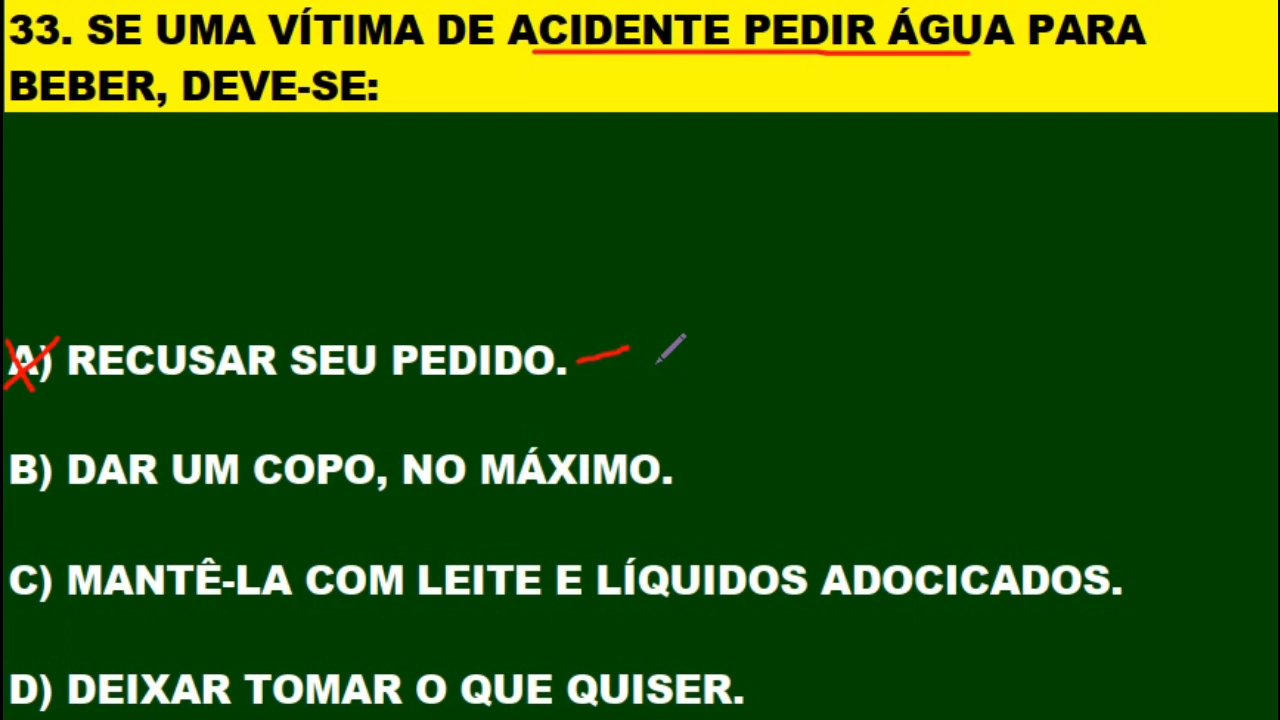 33. SE UMA VÍTIMA DE ACIDENTE PEDIR ÁGUA PARA
BEBER, DEVE-SE:
A) RECUSAR SEU PEDIDO.
B) DAR UM COPO, NO MÁXIMO.
C) MANTÊ-LA COM LEITE E LÍQUIDOS ADOCICADOS.
D) DEIXAR TOMAR O QUE QUISER.